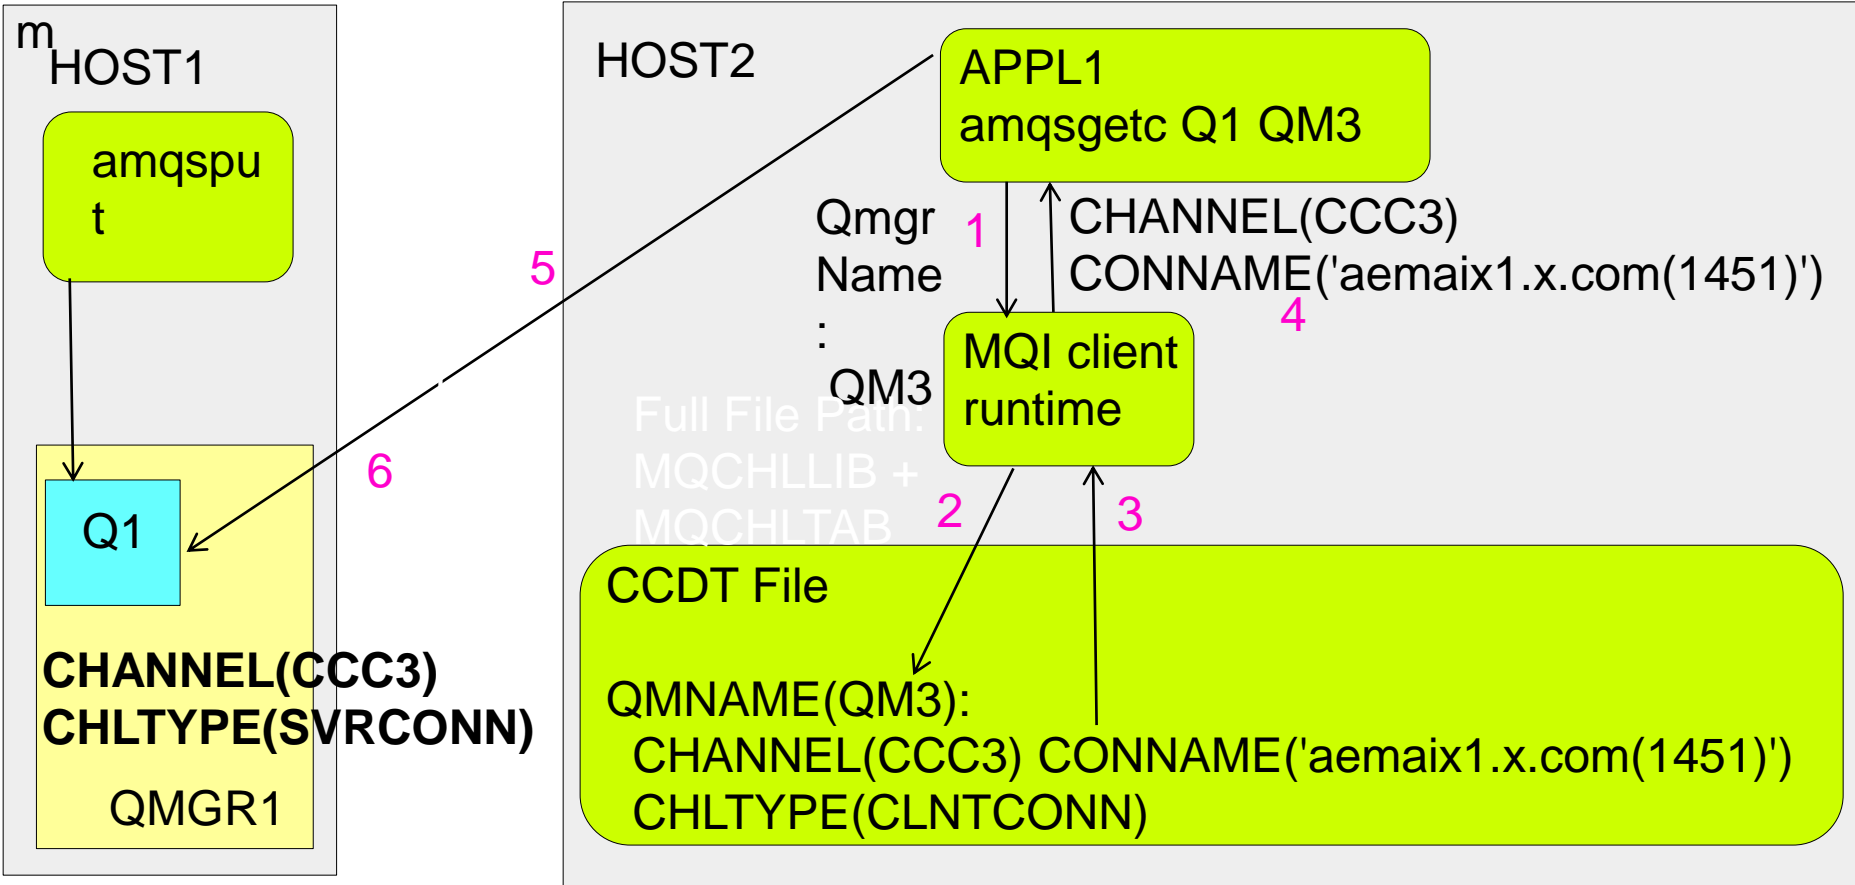 m
HOST1
amqspu
t
Q1
CHANNEL(CCC3)
CHLTYPE(SVRCONN)
QMGR1
5
6
HOST2
APPL1
amqsgetc Q1 QM3
Qmgr
Name
:
QM3
1
CHANNEL(CCC3)
CONNAME('aemaix1.x.com(1451)')
4
MQI client
runtime
Full File Path:
MQCHLLIB +
MQCHLTAB
2
3
CCDT File
QMNAME(QM3):
CHANNEL(CCC3) CONNAME('aemaix1.x.com(1451)')
CHLTYPE(CLNTCONN)